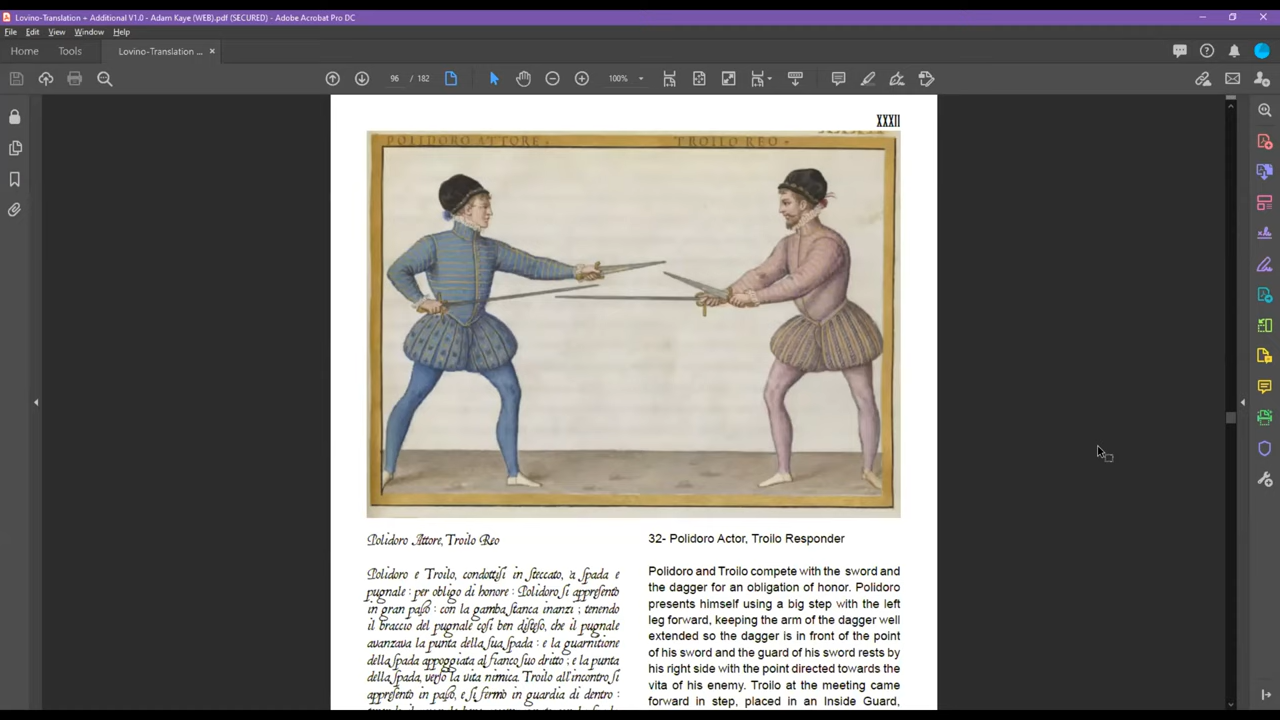 Lovino-Translation + Additional V1.0 - Adam Kaye (WEB).pdf (SECURED) - Adobe Acrobat Pro DC
File Edit View Window Help
Home Tools Lovino-Translation ... ×
96 / 182 100%
XXXII
POLIDORO ATTORE. TROILO REO
Polidoro Attore, Troilo Reo
Polidoro e Troilo, condottisi in steccato, à spada e
pugnale : per obligo di honore : Polidoro si appresento
in gran passo : con la gamba stanca inanzi ; tenendo
il braccio del pugnale cosi ben disteso, che il pugnale
avanzava la punta della sua spada : e la guarnitione
della spada appoggiata al fianco suo dritto ; e la punta
della spada, verso la vita nimica. Troilo all'incontro si
appresento in passo, e si fermo in guardia di dentro :
32- Polidoro Actor, Troilo Responder
Polidoro and Troilo compete with the sword and
the dagger for an obligation of honor. Polidoro
presents himself using a big step with the left
leg forward, keeping the arm of the dagger well
extended so the dagger is in front of the point
of his sword and the guard of his sword rests by
his right side with the point directed towards the
vita of his enemy. Troilo at the meeting came
forward in step, placed in an Inside Guard,